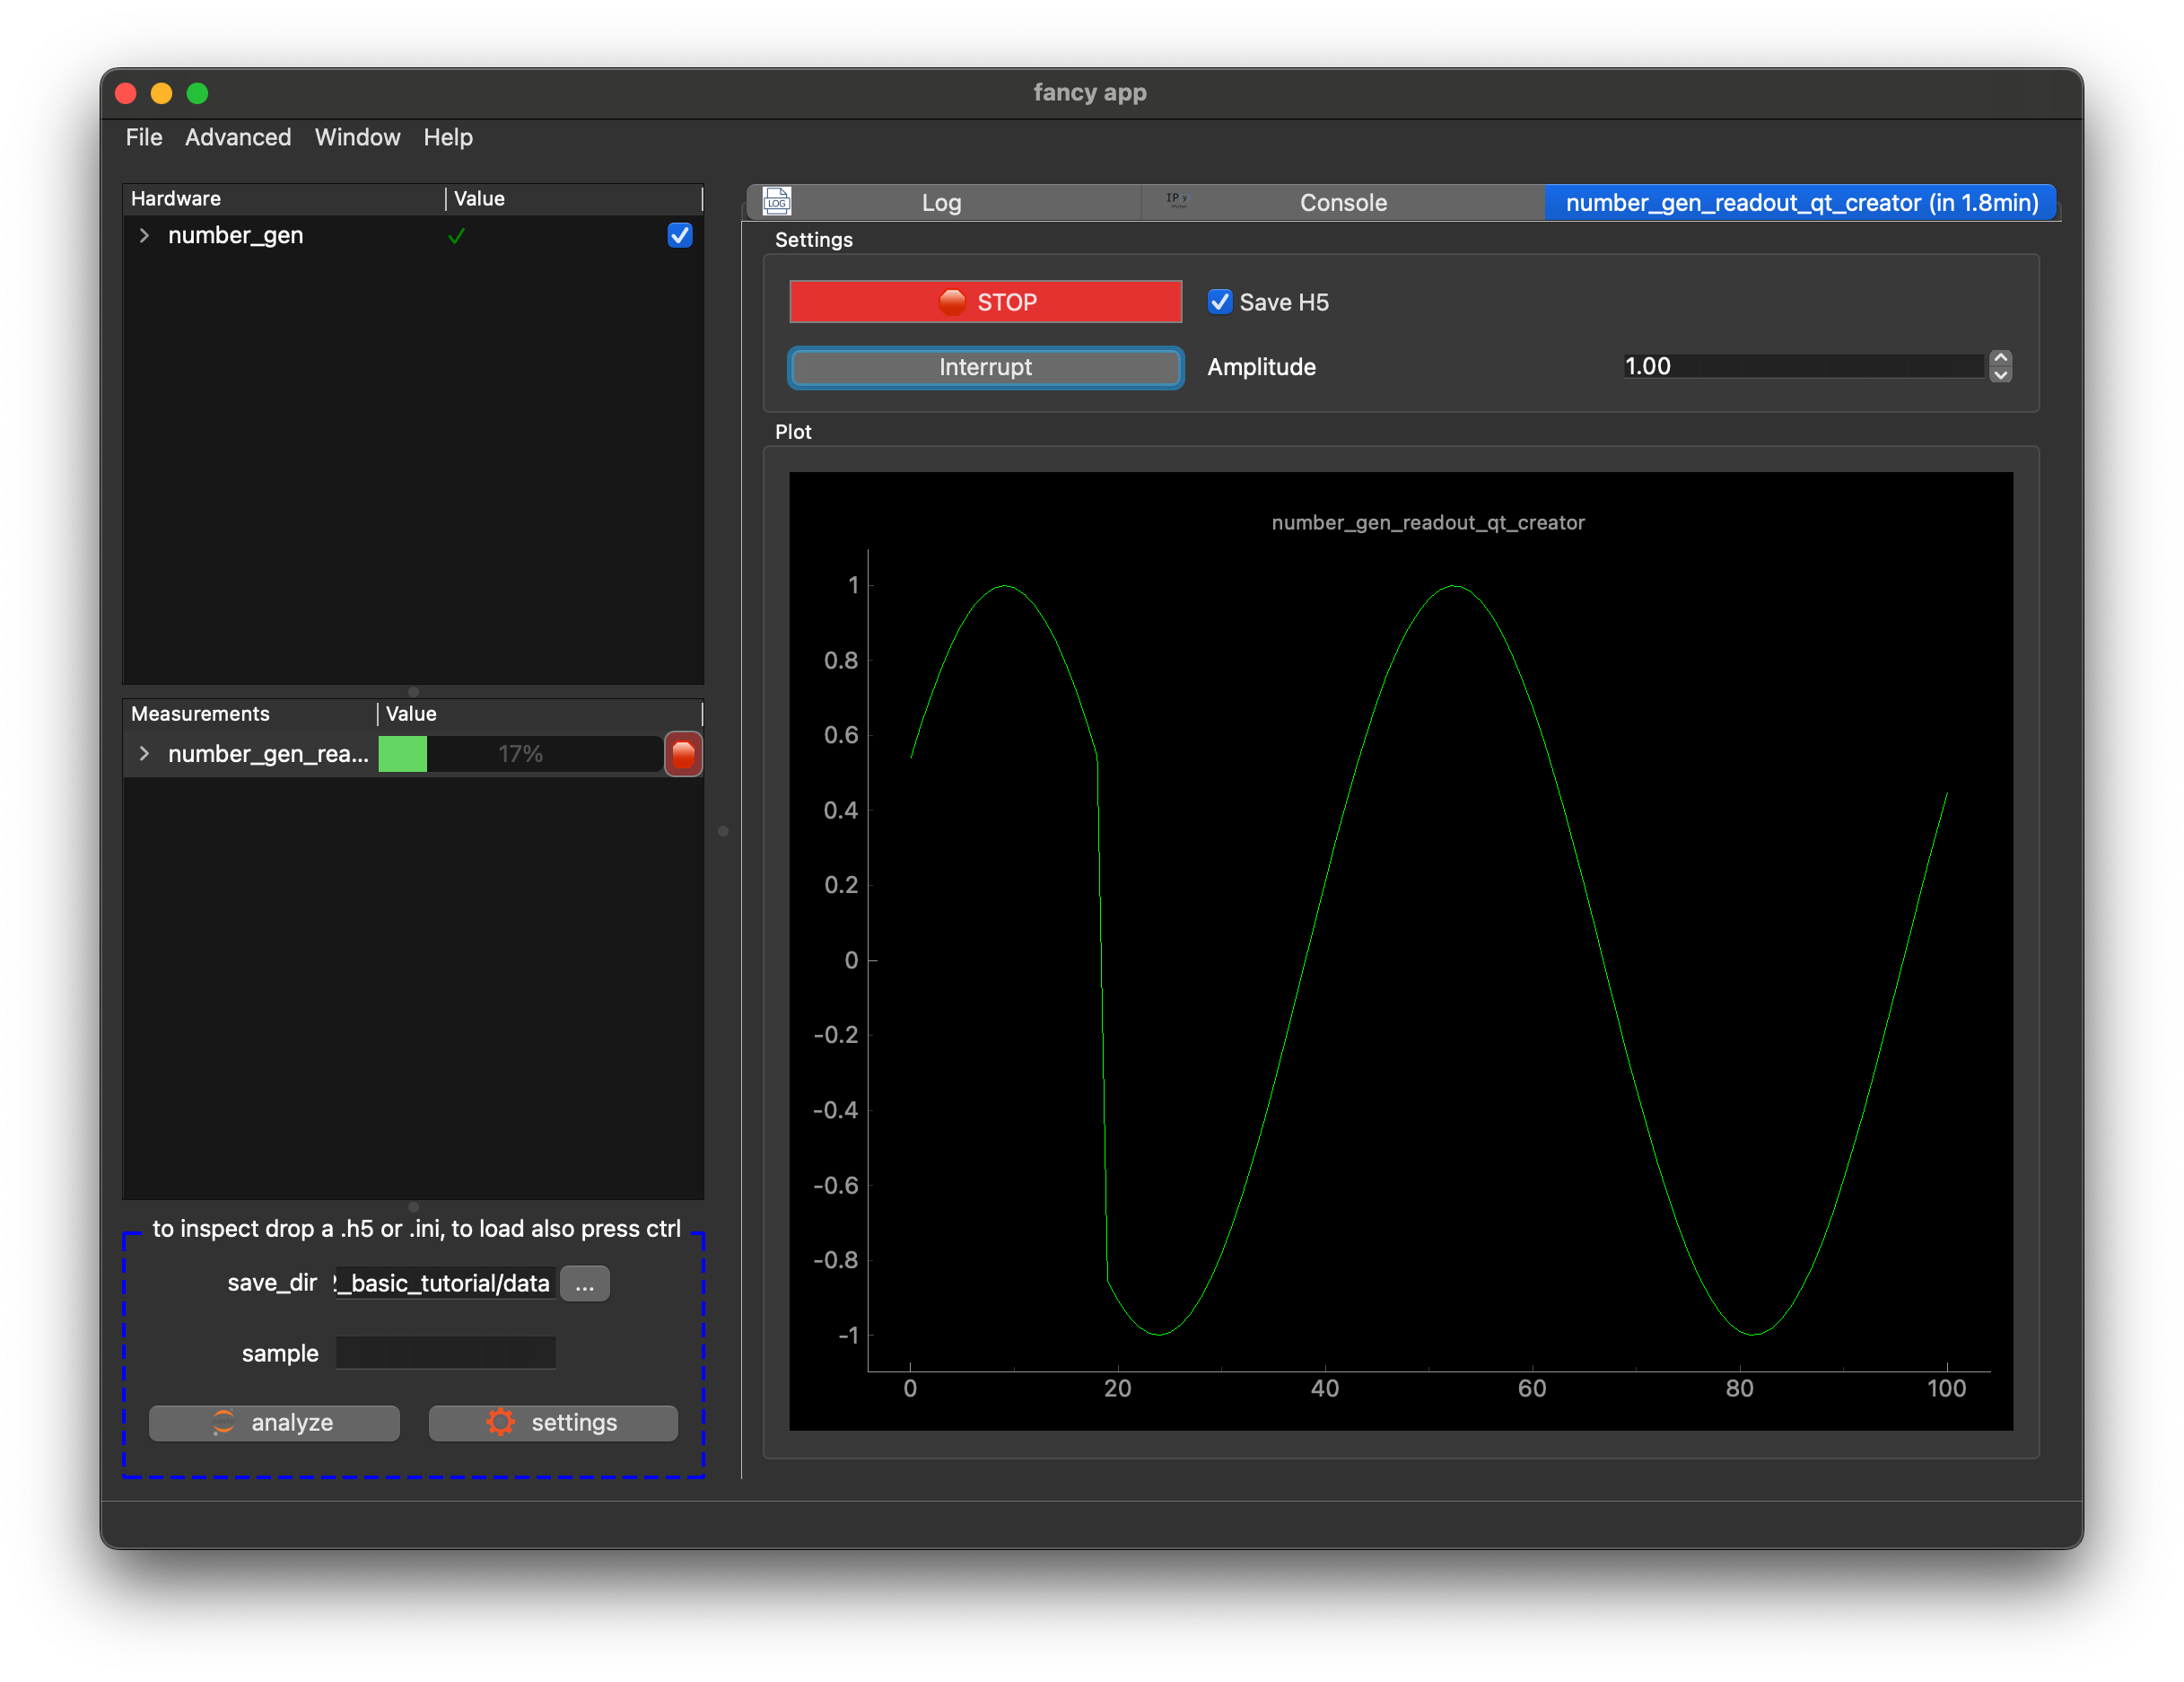 fancy app
File Advanced Window Help
Hardware Value
number_gen
Measurements Value
number_gen_rea... 17%
to inspect drop a .h5 or .ini, to load also press ctrl
save_dir _basic_tutorial/data ...
sample
analyze settings
LOG Log IP y Console number_gen_readout_qt_creator (in 1.8min)
Settings
STOP Save H5
Interrupt Amplitude 1.00
Plot
number_gen_readout_qt_creator
1
0.8
0.6
0.4
0.2
0
-0.2
-0.4
-0.6
-0.8
-1
0 20 40 60 80 100